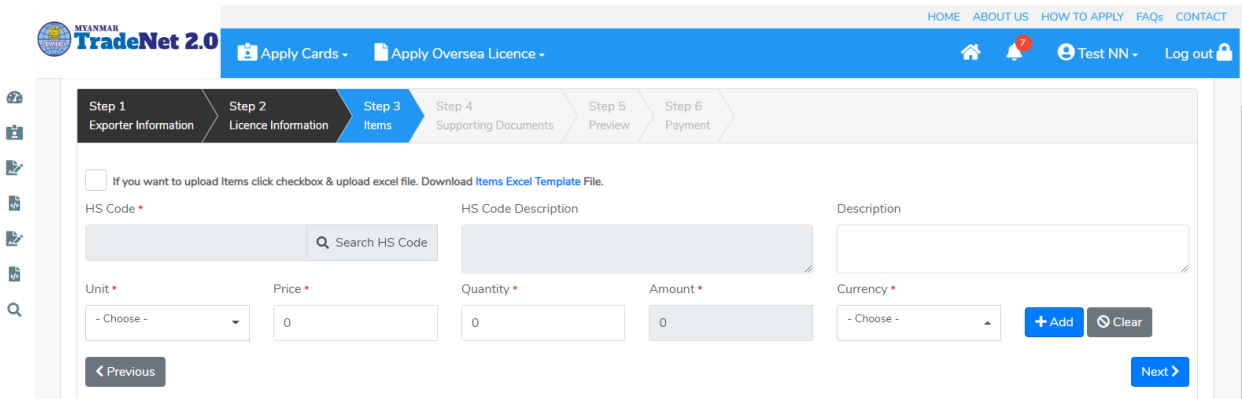 HOME ABOUT US HOW TO APPLY FAQs CONTACT
MYANMAR
TradeNet 2.0
Apply Cards
Apply Oversea Licence
7
Test NN
Log out
Step 1
Exporter Information
Step 2
Licence Information
Step 3
Items
Step 4
Supporting Documents
Step 5
Preview
Step 6
Payment
If you want to upload Items click checkbox & upload excel file. Download Items Excel Template File.
HS Code * HS Code Description Description
Search HS Code
Unit * Price * Quantity * Amount * Currency *
- Choose - 0 0 0 - Choose - + Add Clear
Previous Next